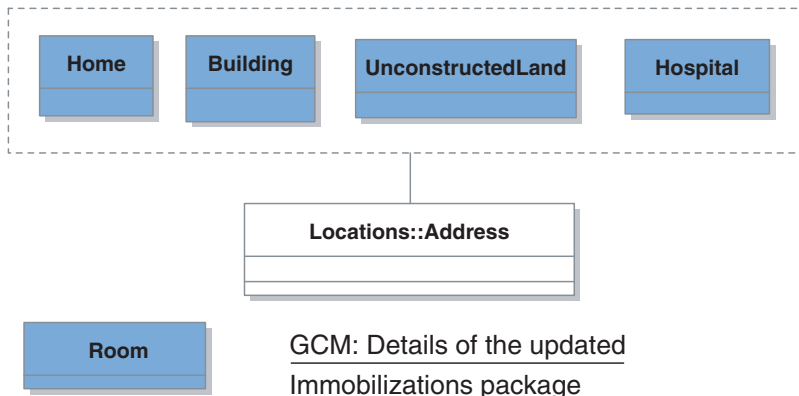 Home
Building
UnconstructedLand
Hospital
Locations::Address
Room
GCM: Details of the updated
Immobilizations package